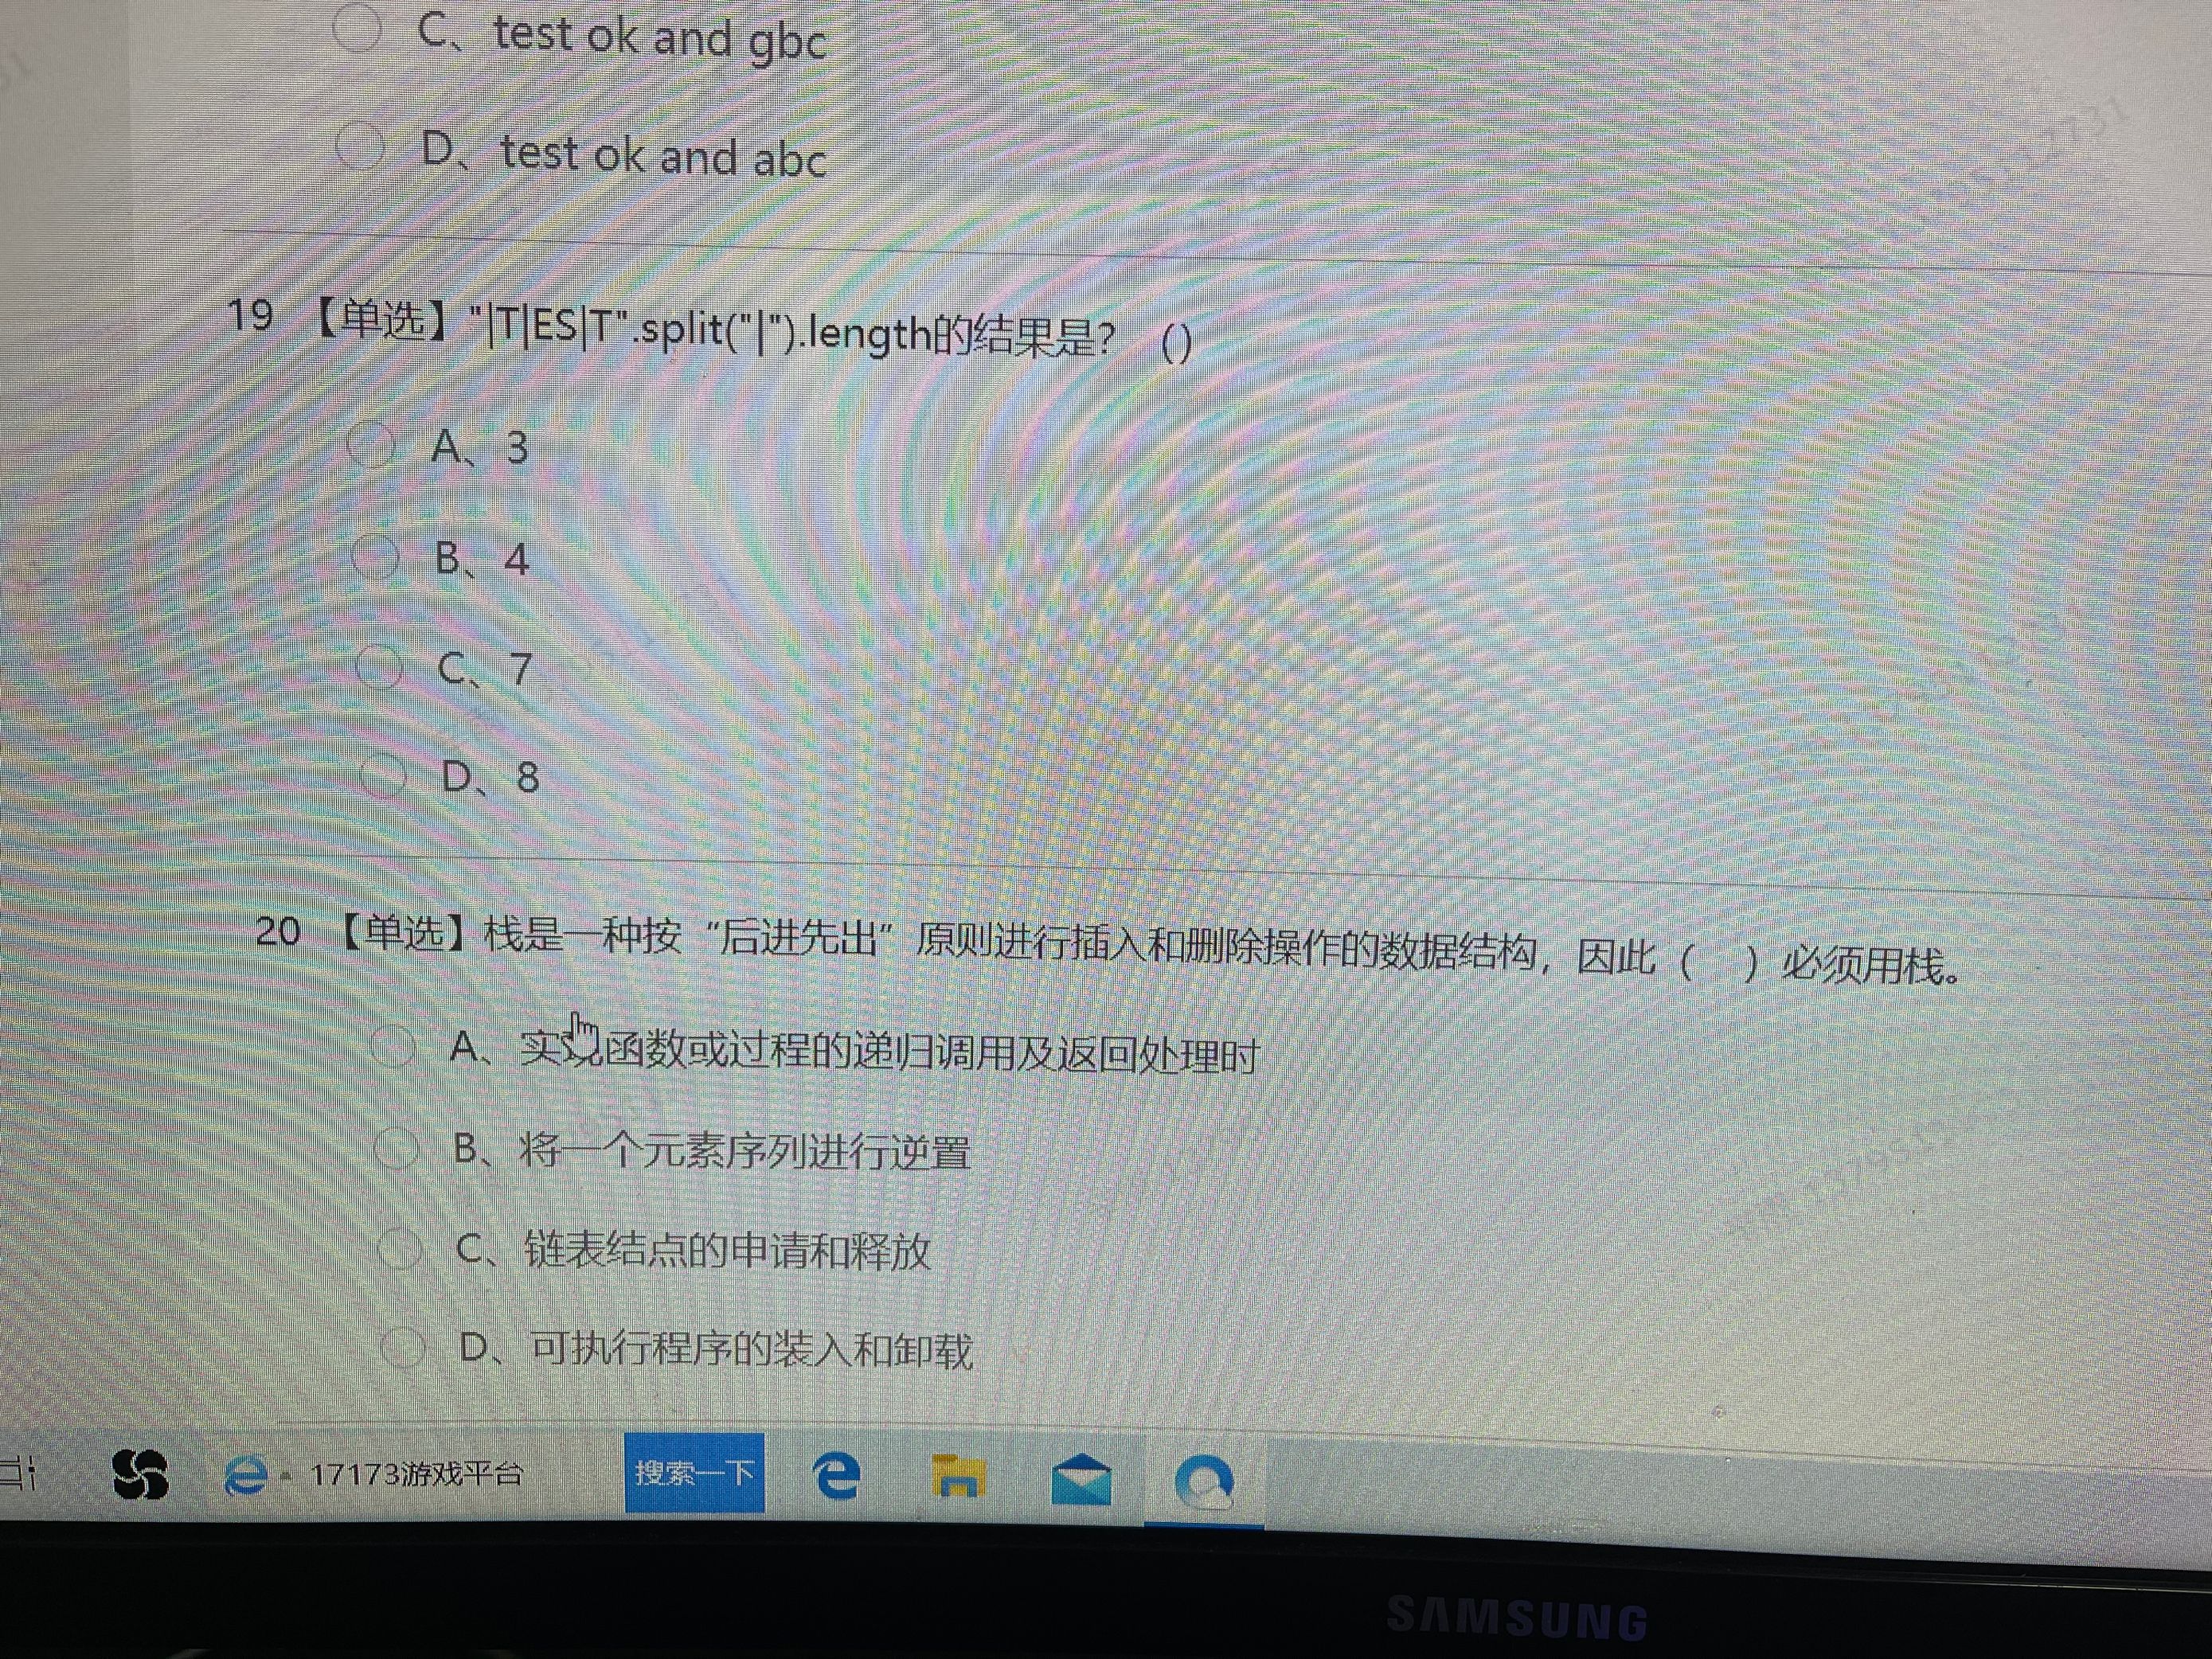 C、test ok and gbc
D、test ok and abc
19 【单选】"|T|ES|T".split("|").length的结果是? ()
A、3
B、4
C、7
D、8
20 【单选】栈是一种按“后进先出”原则进行插入和删除操作的数据结构，因此（ ）必须用栈。
A、实现函数或过程的递归调用及返回处理时
B、将一个元素序列进行逆置
C、链表结点的申请和释放
D、可执行程序的装入和卸载
17173游戏平台
搜索一下
SAMSUNG